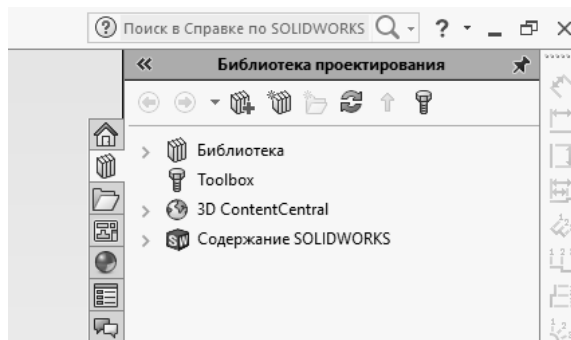 Поиск в Справке по SOLIDWORKS
Библиотека проектирования
Библиотека
Toolbox
3D ContentCentral
Содержание SOLIDWORKS